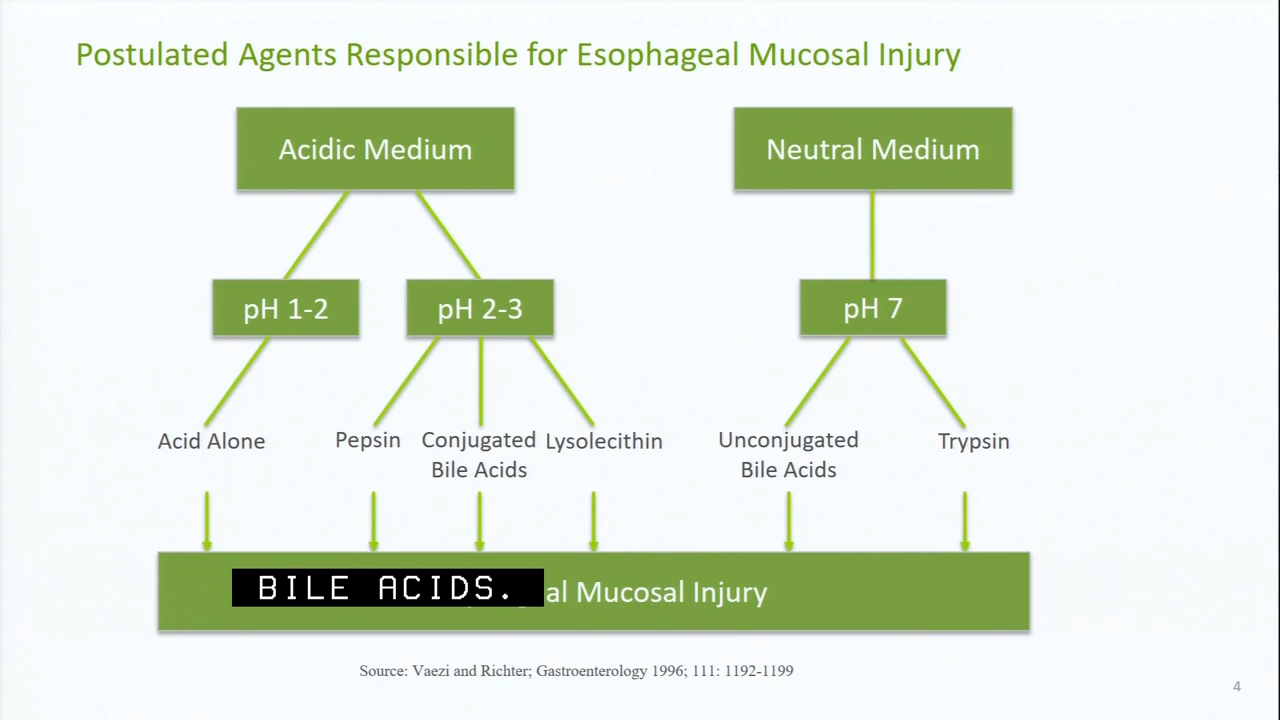 Postulated Agents Responsible for Esophageal Mucosal Injury
Acidic Medium
Neutral Medium
pH 1-2
pH 2-3
pH 7
Acid Alone
Pepsin
Conjugated
Bile Acids
Lysolecithin
Unconjugated
Bile Acids
Trypsin
BILE ACIDS.
al Mucosal Injury
Source: Vaezi and Richter; Gastroenterology 1996; 111: 1192-1199
4